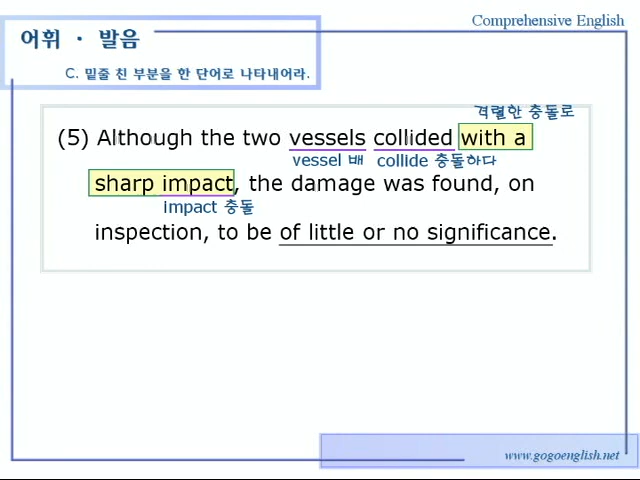 Comprehensive English
어휘 · 발음
C. 밑줄 친 부분을 한 단어로 나타내어라.
격렬한 충돌로
(5) Although the two vessels collided with a
vessel 배 collide 충돌하다
sharp impact, the damage was found, on
impact 충돌
inspection, to be of little or no significance.
www.gogoenglish.net